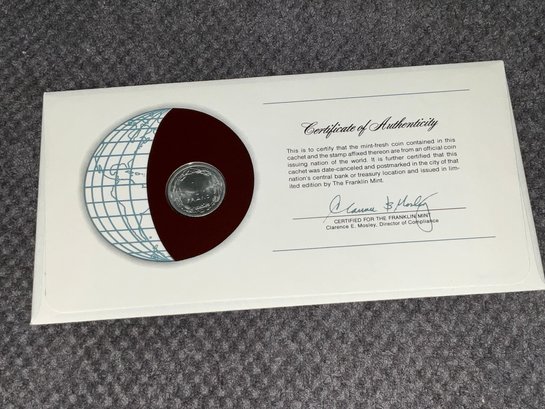 Certificate of Authenticity
This is to certify that the mint-fresh coin contained in this
cachet and the stamp affixed thereon are from an official coin
issuing nation of the world. It is further certified that this
cachet was date-canceled and postmarked in the city of that
nation's central bank or treasury location and issued in lim-
ited edition by The Franklin Mint.
Clarence E. Mosley
CERTIFIED FOR THE FRANKLIN MINT
Clarence E. Mosley, Director of Compliance